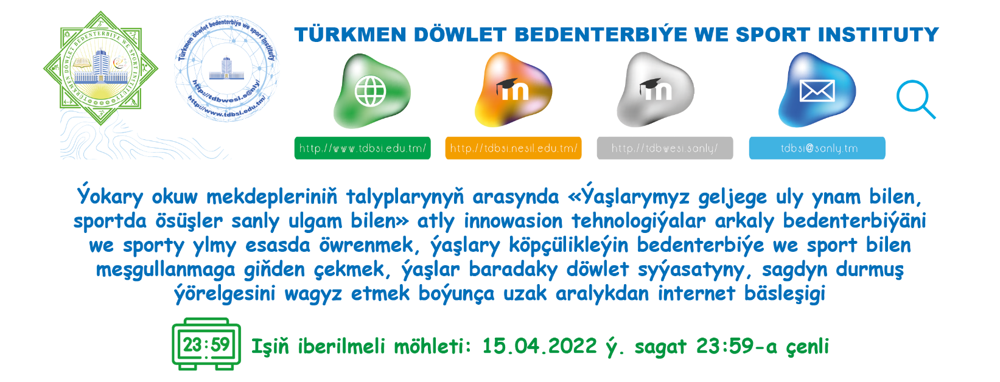 TÜRKMEN DÖWLET BEDENTERBIÝE WE SPORT INSTITUTY
Türkmen döwlet bedenterbiýe we sport instituty
http://tdbwesi.s@nly/
http://www.tdbsi.edu.tm/
TÜRKMEN DÖWLET BEDENTERBIÝE WE SPORT INSTITUTY
http://www.tdbsi.edu.tm/
http://tdbsi.nesil.edu.tm/
http://tdbwesi.sanly/
tdbsi@sanly.tm
Ýokary okuw mekdepleriniň talyplarynyň arasynda «Ýaşlarymyz geljege uly ynam bilen,
sportda ösüşler sanly ulgam bilen» atly innowasion tehnologiýalar arkaly bedenterbiýäni
we sporty ylmy esasda öwrenmek, ýaşlary köpçülikleýin bedenterbiýe we sport bilen
meşgullanmaga giňden çekmek, ýaşlar baradaky döwlet syýasatyny, sagdyn durmuş
ýörelgesini wagyz etmek boýunça uzak aralykdan internet bäsleşigi
23:59
Işiň iberilmeli möhleti: 15.04.2022 ý. sagat 23:59-a çenli